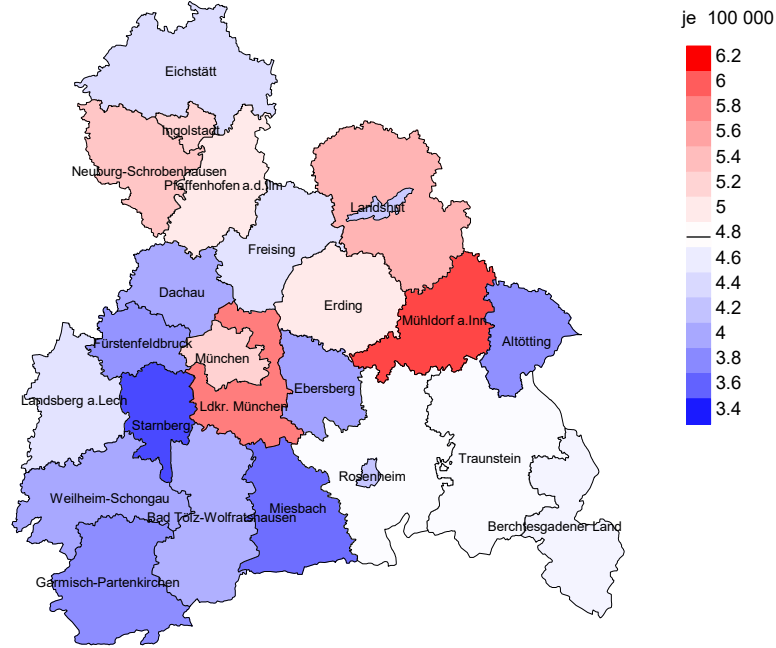 je 100 000
6.2
6
5.8
5.6
5.4
5.2
5
4.8
4.6
4.4
4.2
4
3.8
3.6
3.4
Eichstätt
Ingolstadt
Neuburg-Schrobenhausen
Pfaffenhofen a.d.Ilm
Landshut
Freising
Dachau
Erding
Mühldorf a.Inn
Altötting
Fürstenfeldbruck
München
Ebersberg
Landsberg a.Lech
Ldkr. München
Starnberg
Traunstein
Rosenheim
Weilheim-Schongau
Miesbach
Bad Tölz-Wolfratshausen
Berchtesgadener Land
Garmisch-Partenkirchen